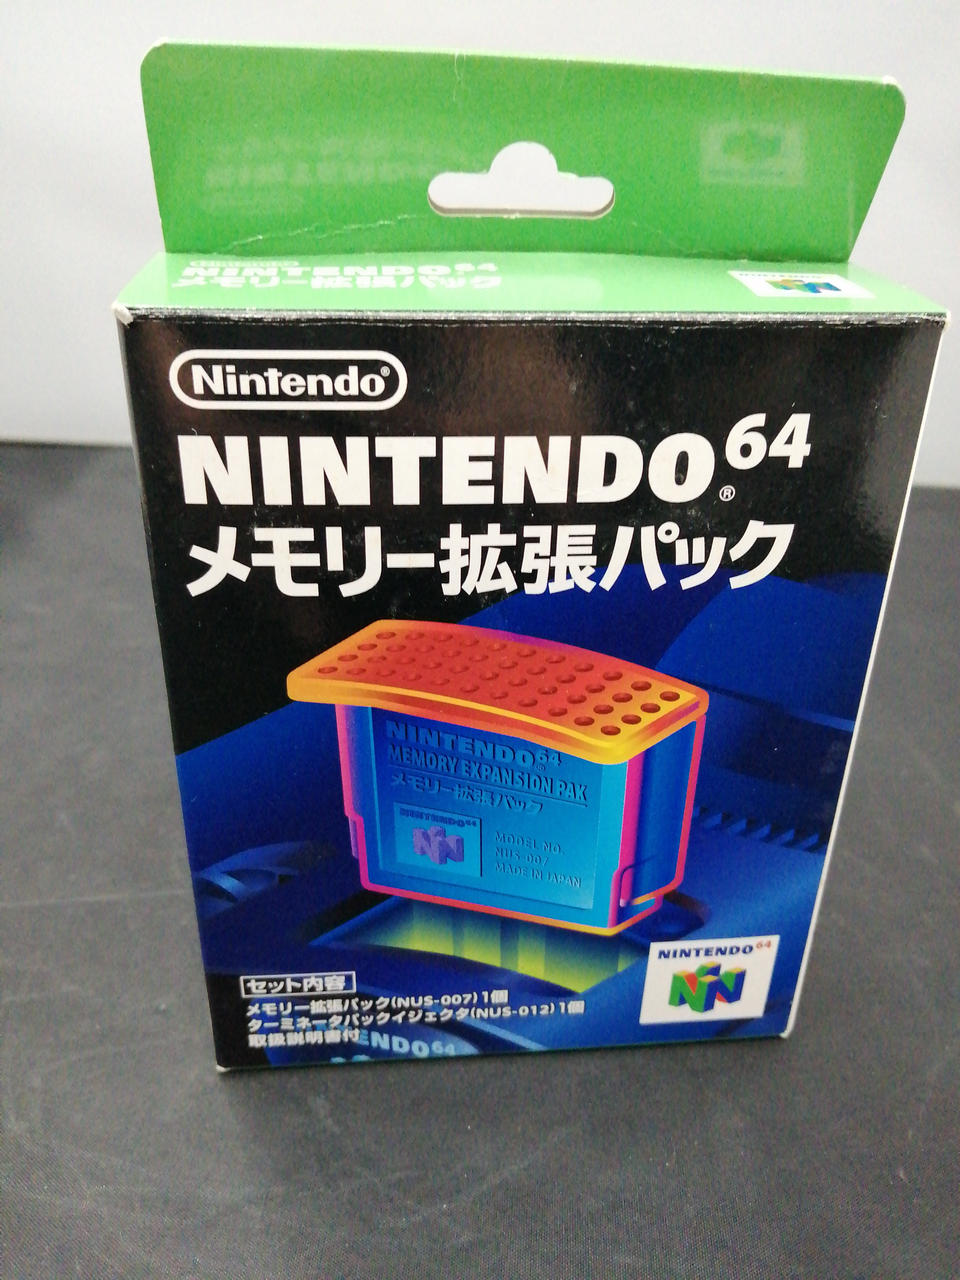 NINTENDO64
メモリー拡張パック
NINTENDO64
Nintendo®
NINTENDO64®
メモリー拡張パック
NINTENDO64
MEMORY EXPANSION PAK
メモリー拡張パック
NINTENDO64
MODEL NO.
NUS-007
MADE IN JAPAN
NINTENDO64
セット内容
メモリー拡張パック(NUS-007)1個
ターミネータパックイジェクタ(NUS-012)1個
取扱説明書付
ENDO64